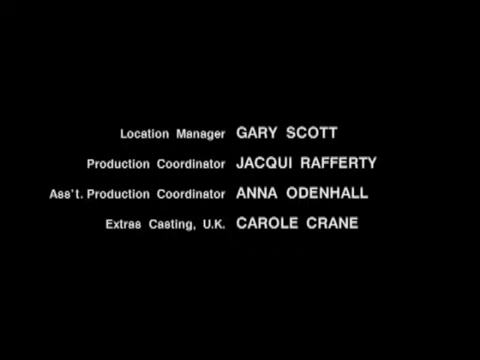 Location Manager GARY SCOTT
Production Coordinator JACQUI RAFFERTY
Ass't. Production Coordinator ANNA ODENHALL
Extras Casting, U.K. CAROLE CRANE